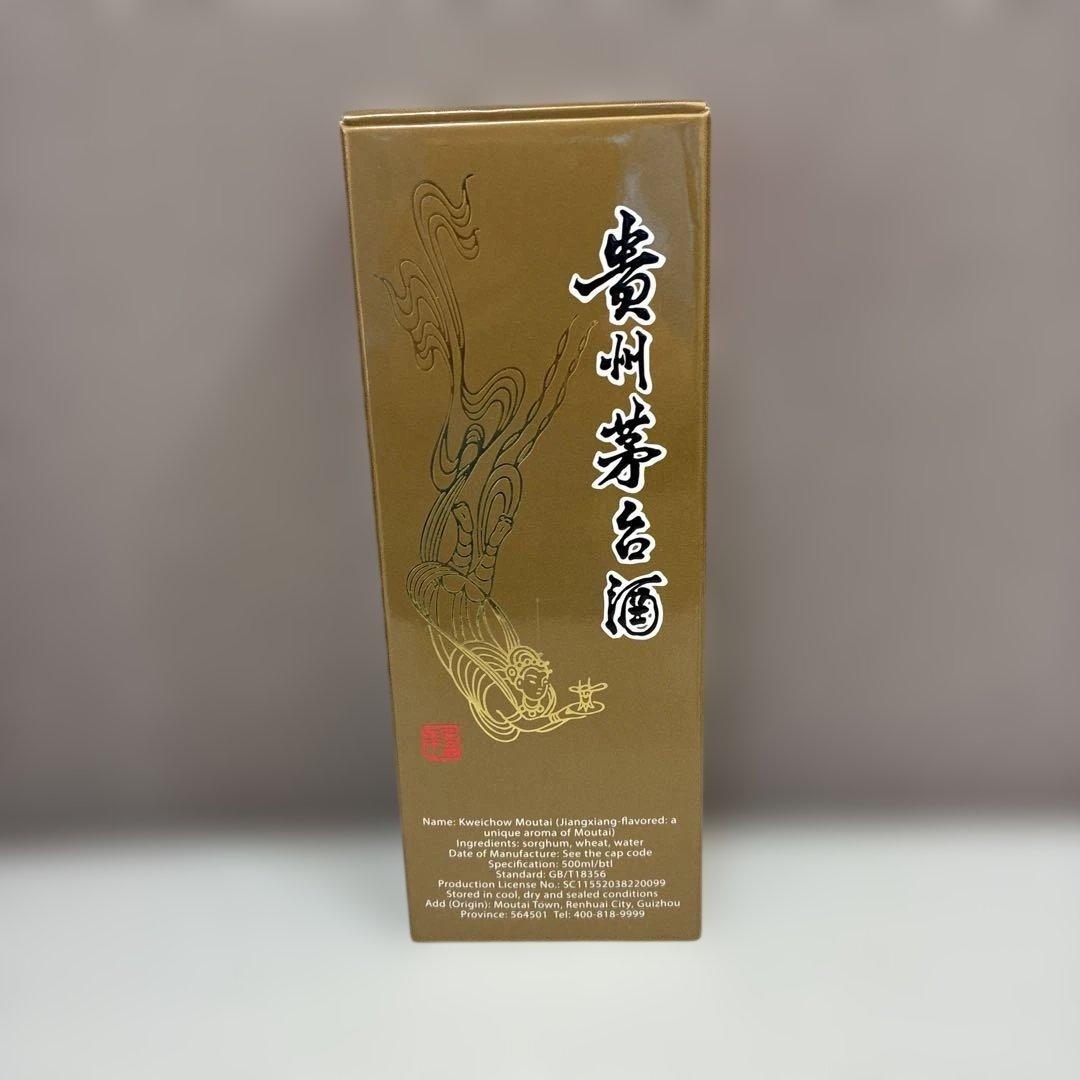 貴州茅台酒
Name: Kweichow Moutai (Jiangxiang-flavored: a
unique aroma of Moutai)
Ingredients: sorghum, wheat, water
Date of Manufacture: See the cap code
Specification: 500ml/btl
Standard: GB/T18356
Production License No.: SC11552038220099
Stored in cool, dry and sealed conditions
Add (Origin): Moutai Town, Renhuai City, Guizhou
Province: 564501 Tel: 400-818-9999